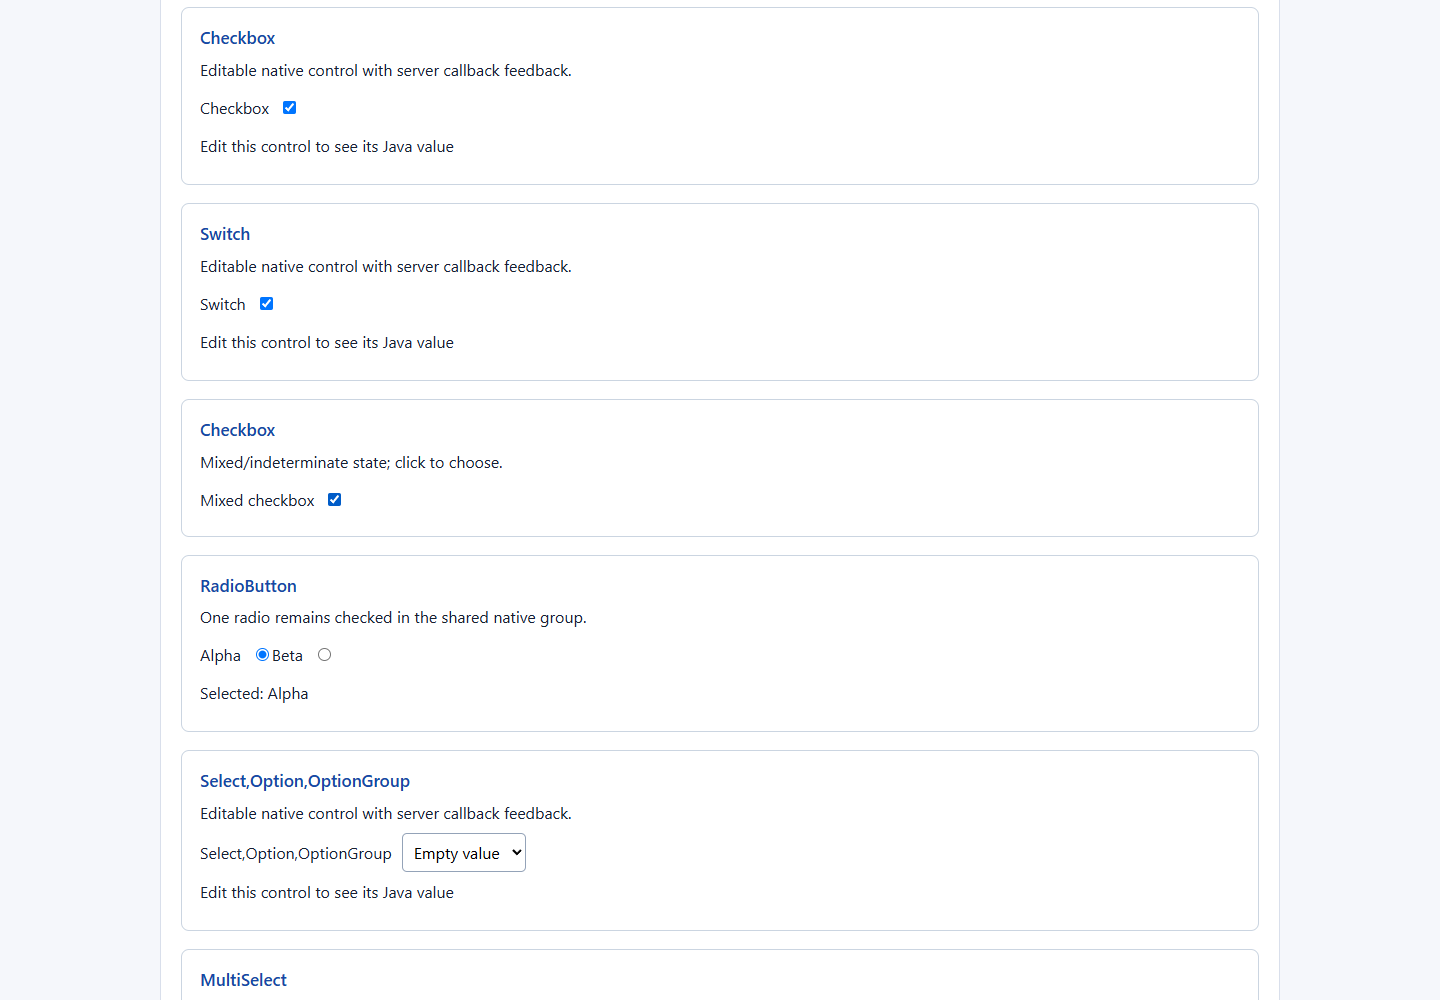 Checkbox
Editable native control with server callback feedback.
Checkbox
Edit this control to see its Java value
Switch
Editable native control with server callback feedback.
Switch
Edit this control to see its Java value
Checkbox
Mixed/indeterminate state; click to choose.
Mixed checkbox
RadioButton
One radio remains checked in the shared native group.
Alpha Beta
Selected: Alpha
Select,Option,OptionGroup
Editable native control with server callback feedback.
Select,Option,OptionGroup Empty value
Edit this control to see its Java value
MultiSelect